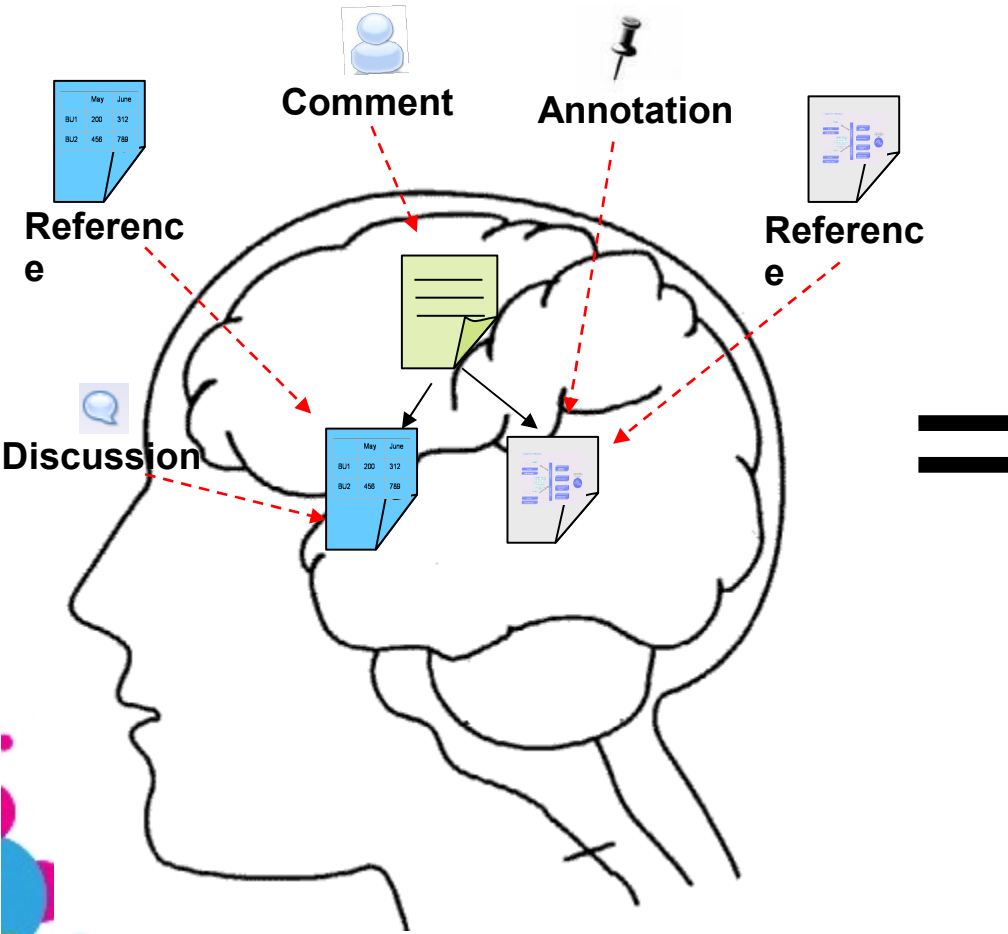 Comment
Annotation
May June
BU1 200 312
BU2 456 789
Referenc
e
Referenc
e
Discussion
May June
BU1 200 312
BU2 456 789